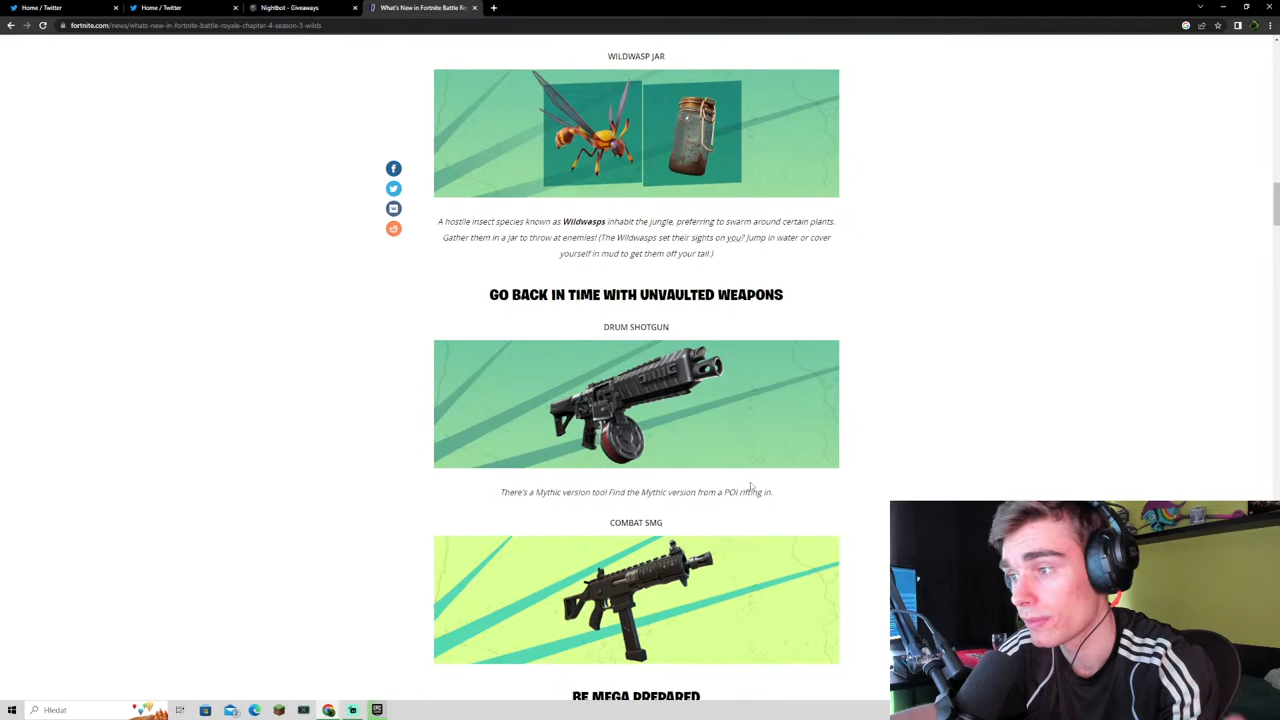 Home / Twitter
Home / Twitter
Nightbot - Giveaways
What's New in Fortnite Battle Ro
fortnite.com/news/whats-new-in-fortnite-battle-royale-chapter-4-season-3-wilds
WILDWASP JAR
A hostile insect species known as Wildwasps inhabit the jungle, preferring to swarm around certain plants.
Gather them in a jar to throw at enemies! (The Wildwasps set their sights on you? Jump in water or cover
yourself in mud to get them off your tail.)
GO BACK IN TIME WITH UNVAULTED WEAPONS
DRUM SHOTGUN
There's a Mythic version too! Find the Mythic version from a POI rifting in.
COMBAT SMG
BE MEGA PREPARED
Hledat